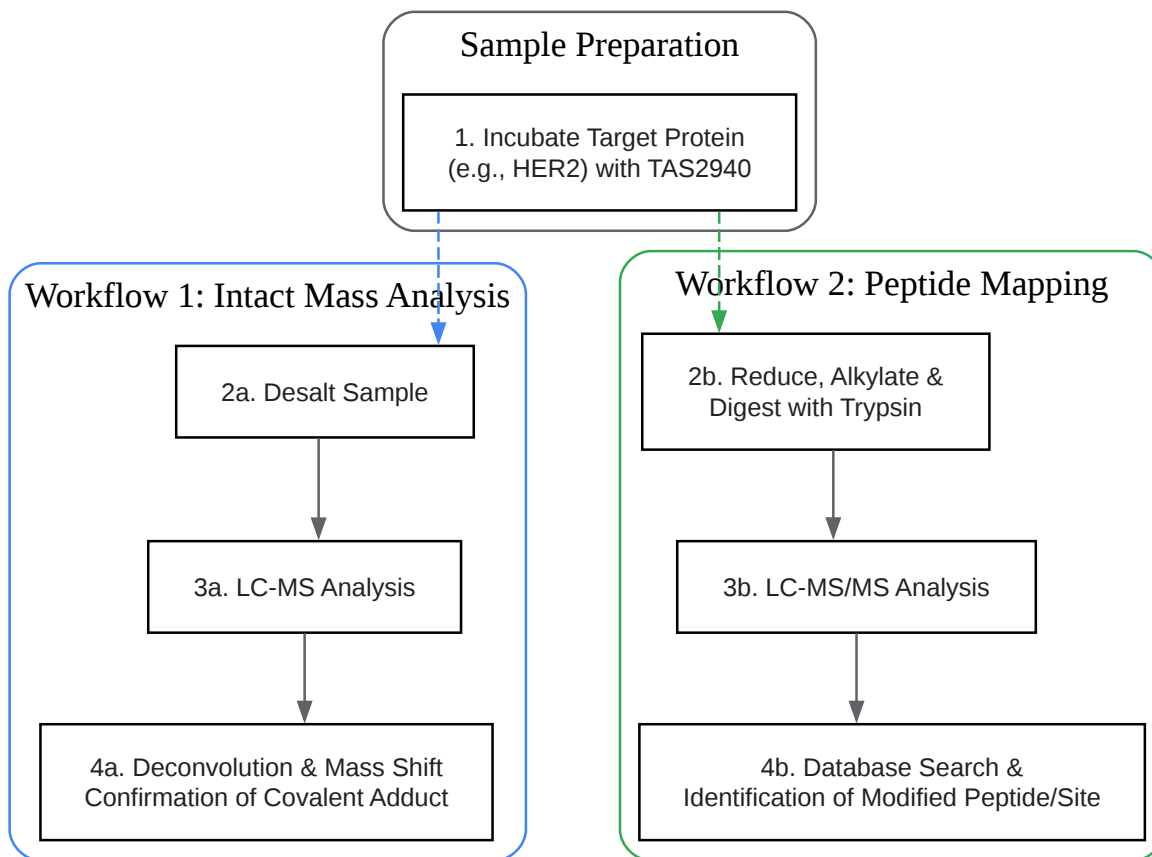 Sample Preparation
1. Incubate Target Protein
(e.g., HER2) with TAS2940
Workflow 1: Intact Mass Analysis
2a. Desalt Sample
3a. LC-MS Analysis
4a. Deconvolution & Mass Shift
Confirmation of Covalent Adduct
Workflow 2: Peptide Mapping
2b. Reduce, Alkylate &
Digest with Trypsin
3b. LC-MS/MS Analysis
4b. Database Search &
Identification of Modified Peptide/Site